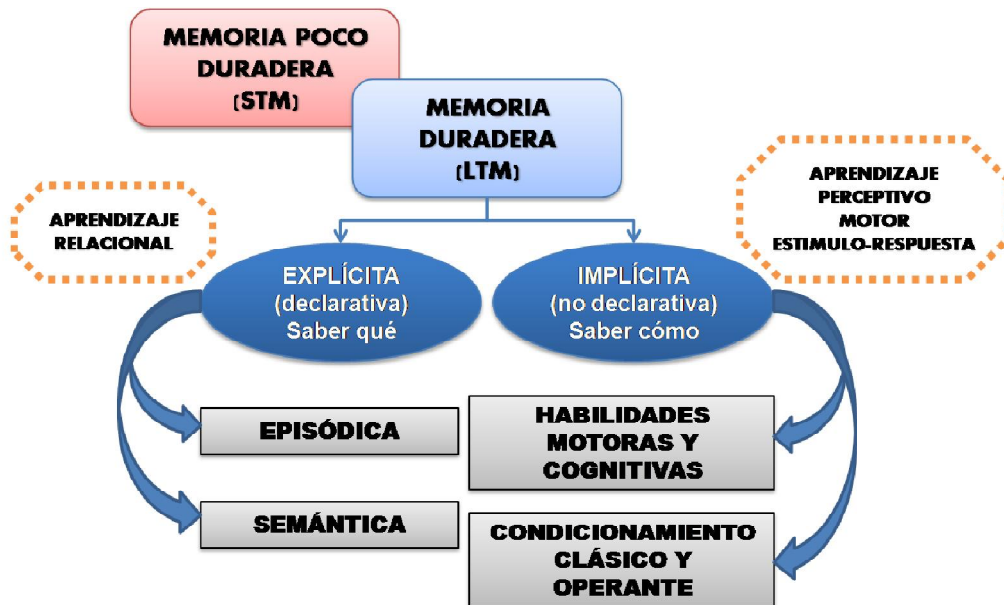 MEMORIA POCO
DURADERA
(STM)
MEMORIA
DURADERA
(LTM)
APRENDIZAJE
RELACIONAL
APRENDIZAJE
PERCEPTIVO
MOTOR
ESTIMULO-RESPUESTA
EXPLÍCITA
(declarativa)
Saber qué
IMPLÍCITA
(no declarativa)
Saber cómo
EPISÓDICA
SEMÁNTICA
HABILIDADES
MOTORAS Y
COGNITIVAS
CONDICIONAMIENTO
CLÁSICO Y
OPERANTE